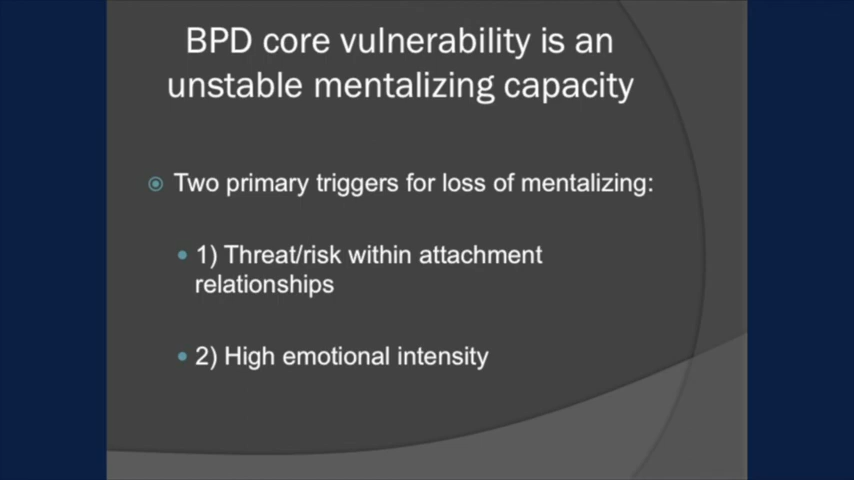 BPD core vulnerability is an
unstable mentalizing capacity
Two primary triggers for loss of mentalizing:
1) Threat/risk within attachment
relationships
2) High emotional intensity